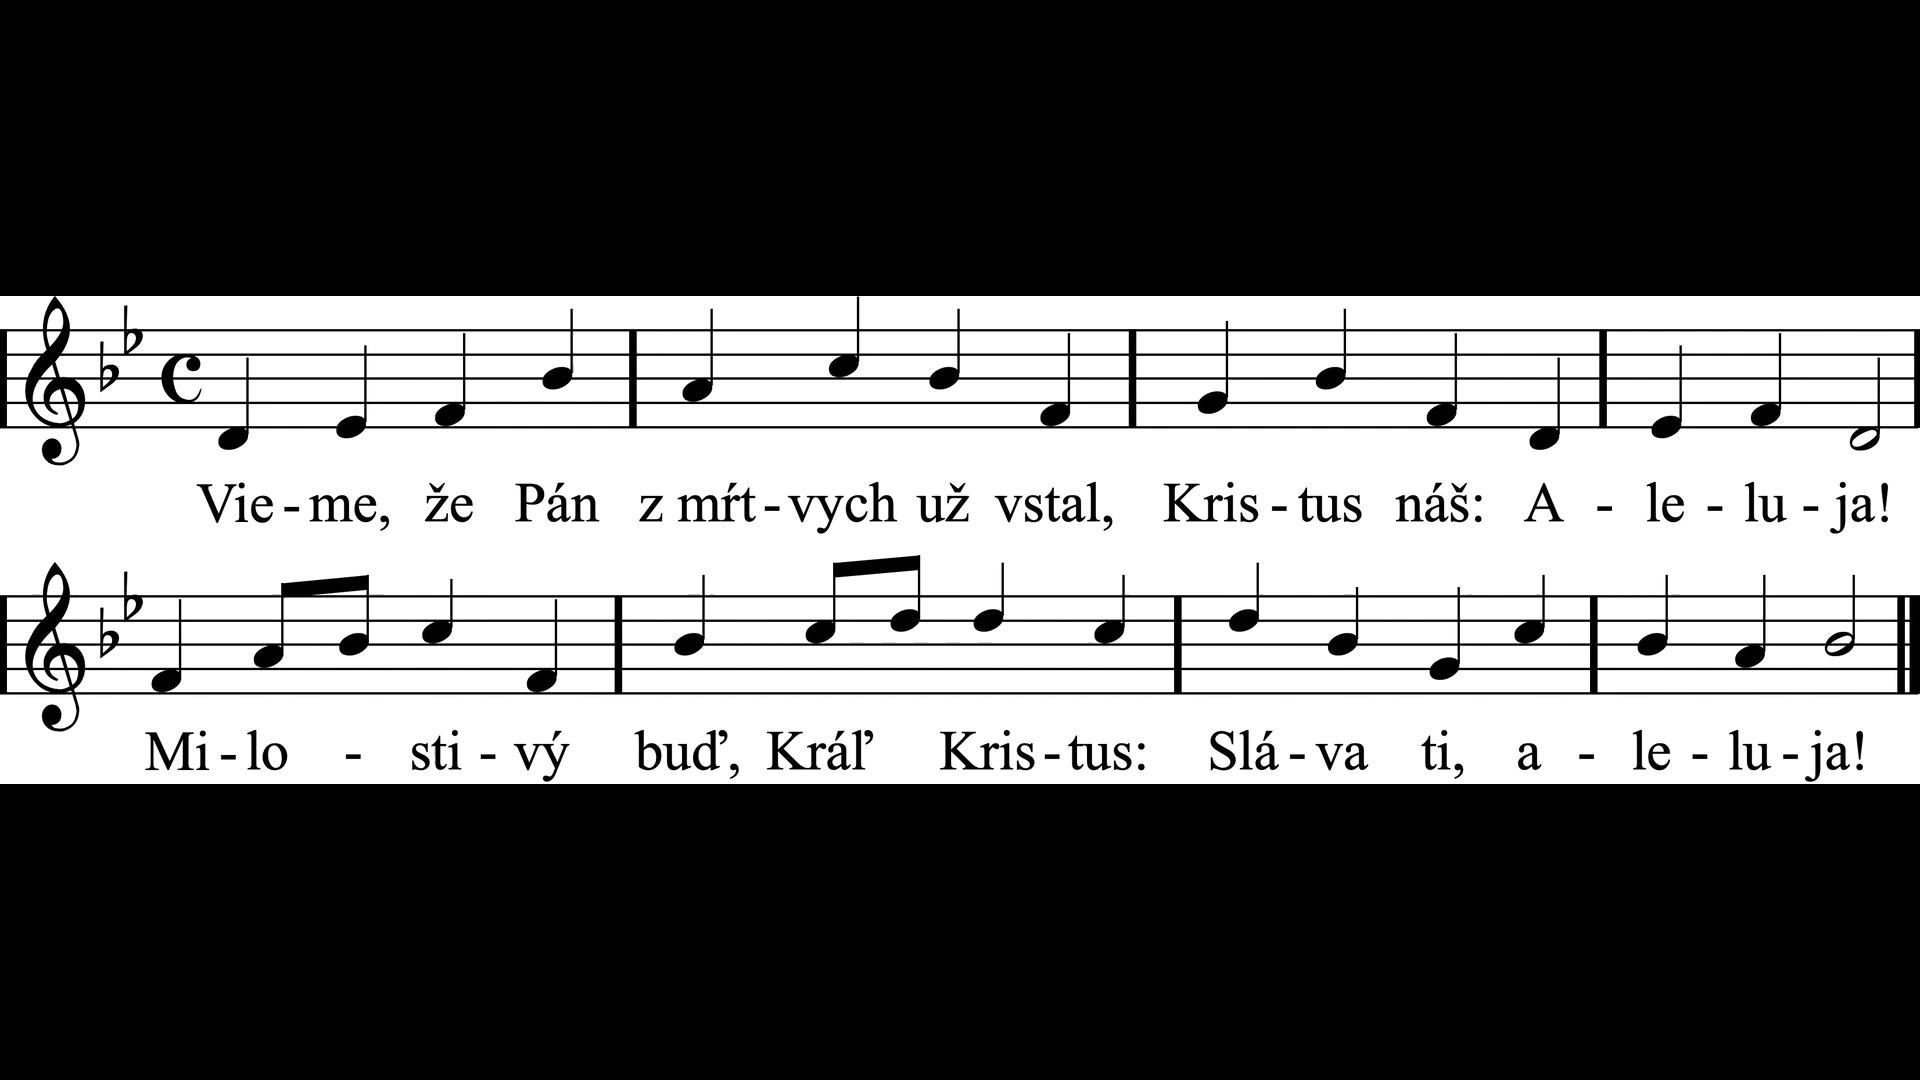 Vie - me, že Pán z mŕt - vych už vstal, Kris - tus náš: A - le - lu - ja!
Mi - lo - sti - vý buď, Kráľ Kris - tus: Slá - va ti, a - le - lu - ja!